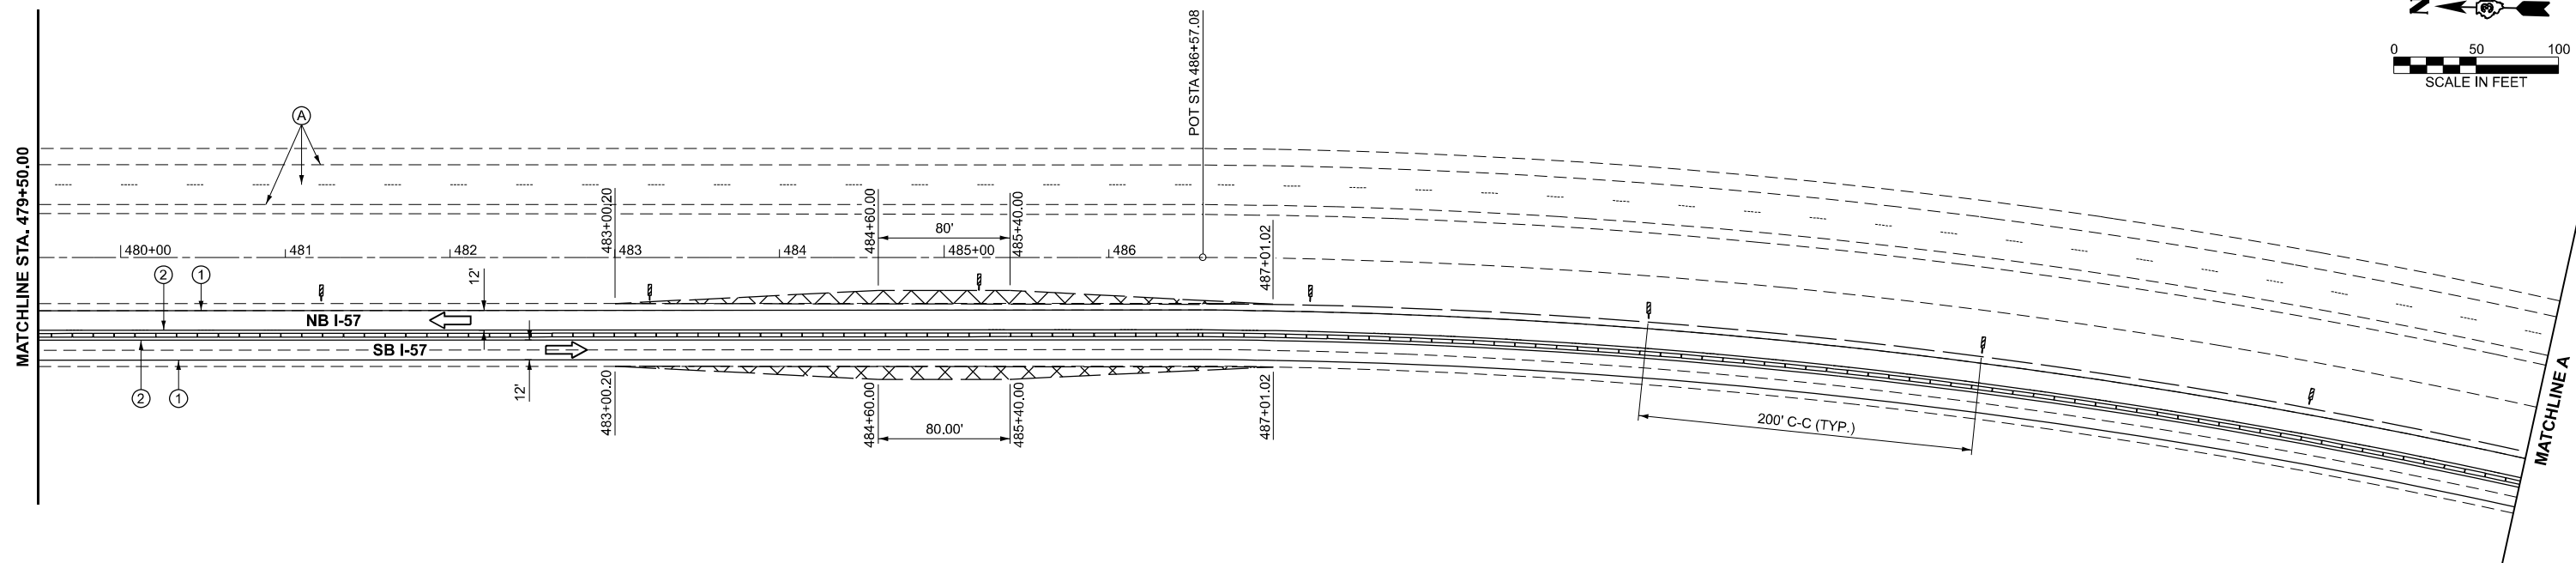 N
3
0 50 100
SCALE IN FEET
POT STA 486+57.08
A
MATCHLINE STA. 479+50.00
483+00.20
484+60.00
485+40.00
80'
487+01.02
480+00 481 482 483 484 485+00 486
2 1
12'
NB I-57
SB I-57
2 1
12'
483+00.20
484+60.00
485+40.00
80.00'
487+01.02
200' C-C (TYP.)
MATCHLINE A